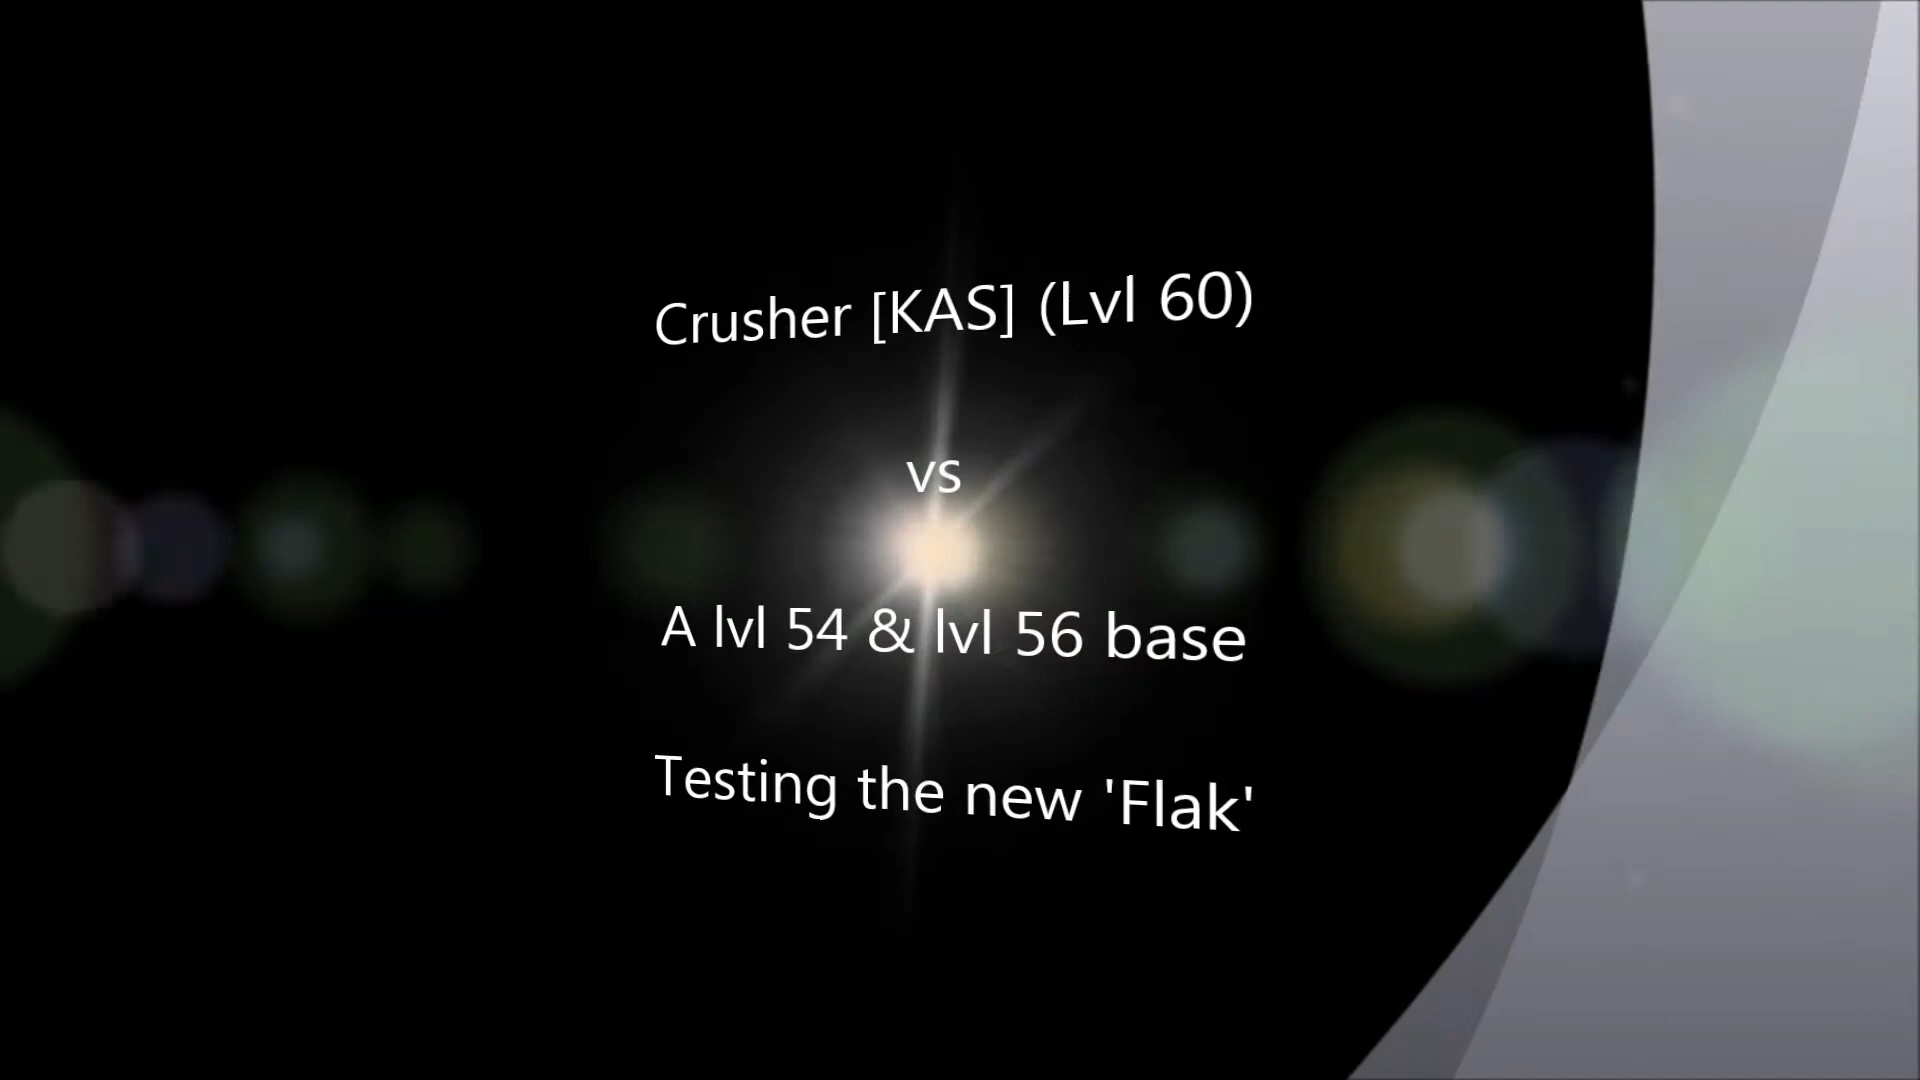 Crusher [KAS] (Lvl 60)
vs
A lvl 54 & lvl 56 base
Testing the new 'Flak'